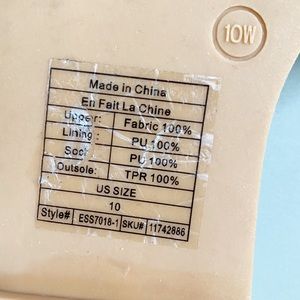 10W
Made in China
En Fait La Chine
Upper: Fabric 100%
Lining : PU 100%
Sock: PU 100%
Outsole: TPR 100%
US SIZE
10
Style# ESS7018-1 SKU# 11742886